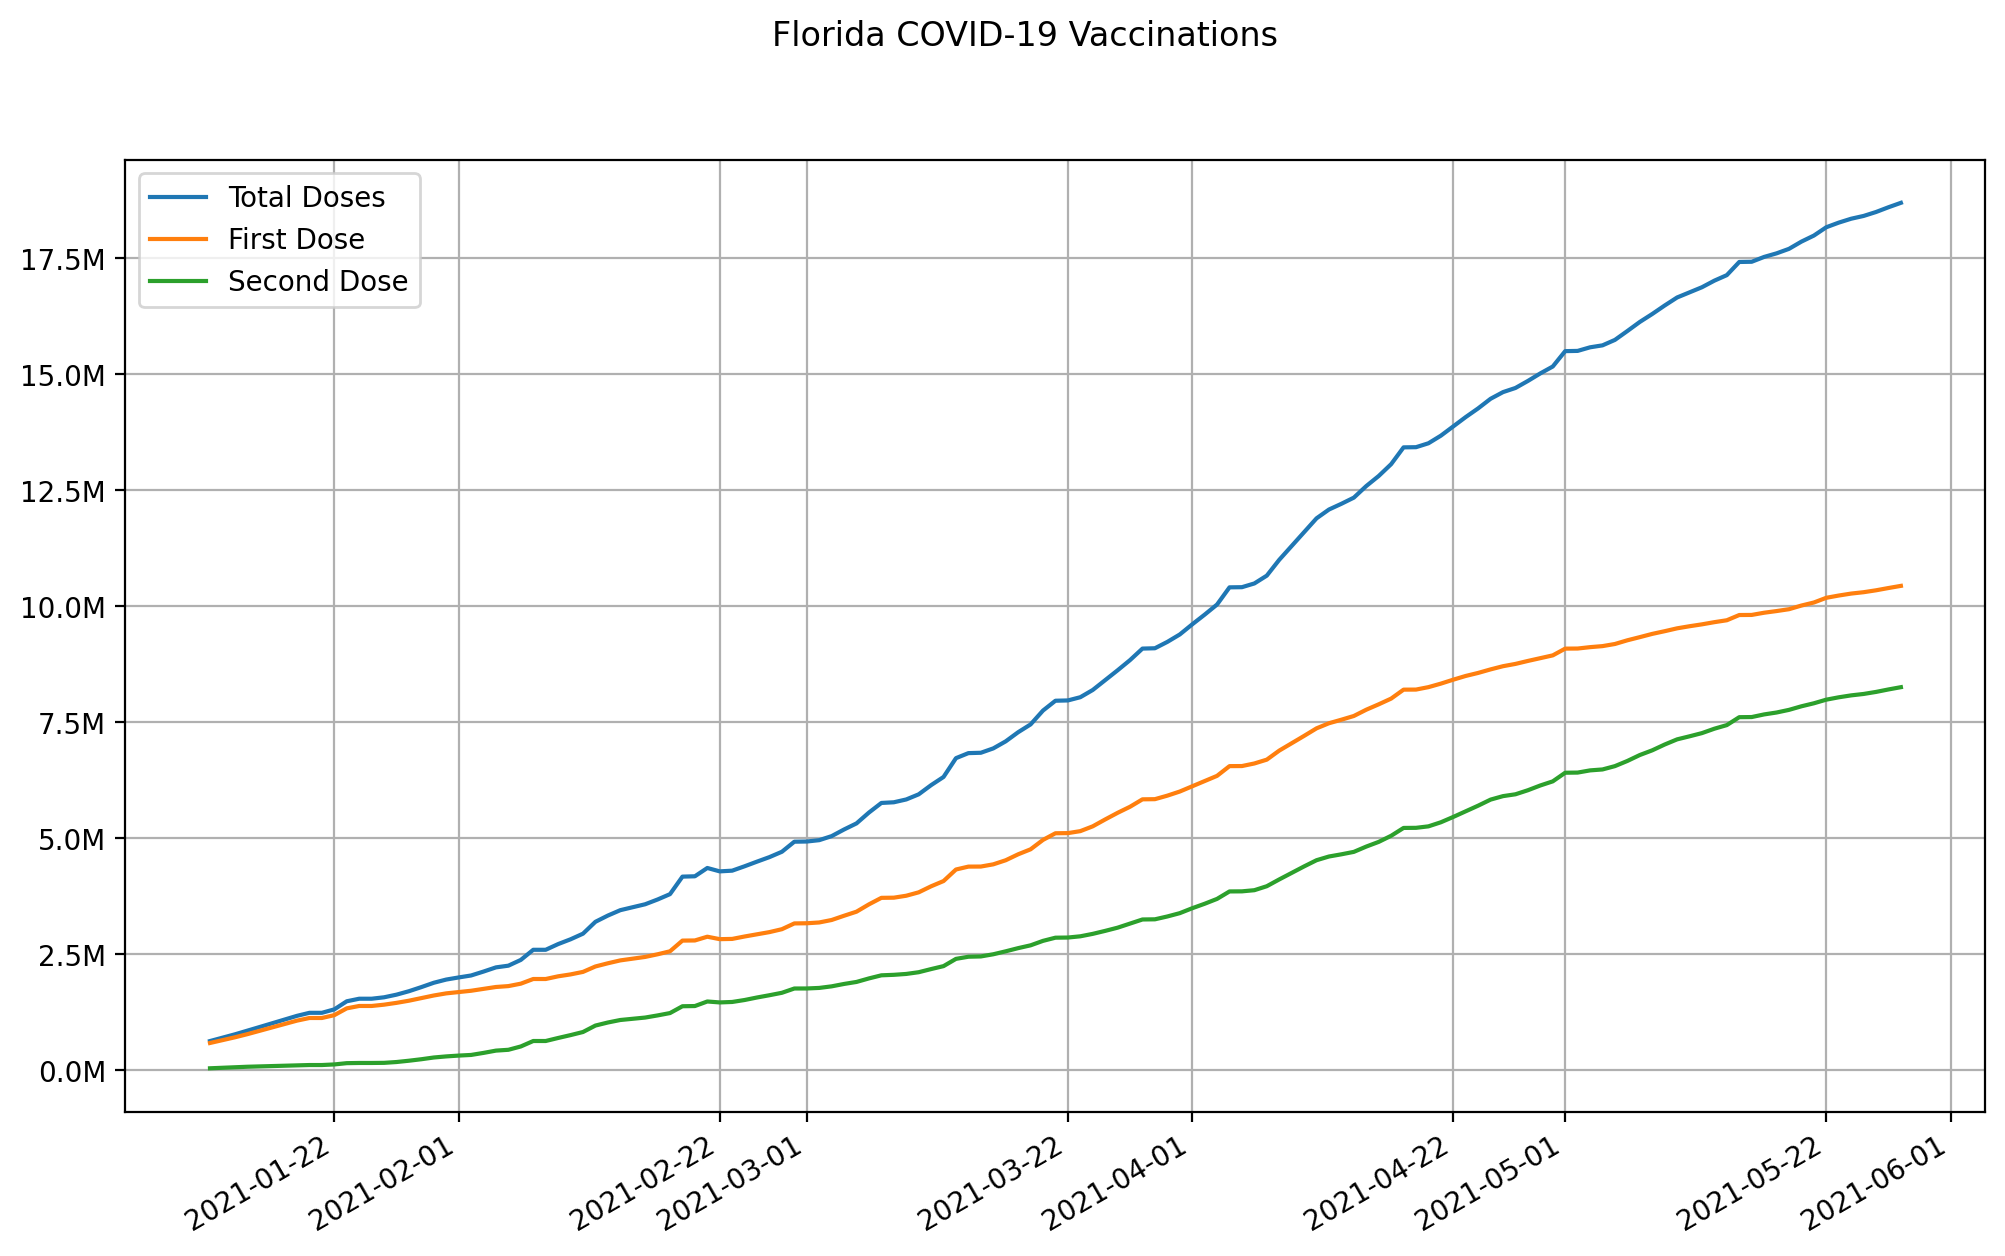 Florida COVID-19 Vaccinations
Total Doses
First Dose
Second Dose
17.5M
15.0M
12.5M
10.0M
7.5M
5.0M
2.5M
0.0M
2021-01-22
2021-02-01
2021-02-22
2021-03-01
2021-03-22
2021-04-01
2021-04-22
2021-05-01
2021-05-22
2021-06-01